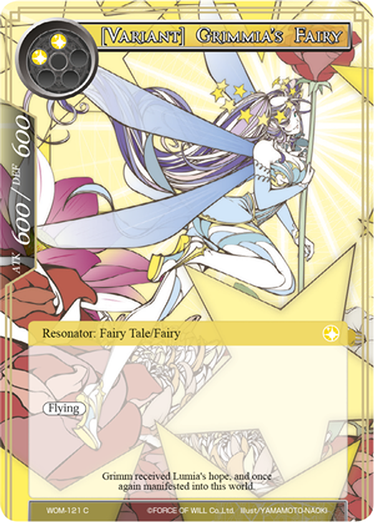 [Variant] Grimmia's Fairy
ATK 600 / DEF 600
Resonator: Fairy Tale/Fairy
Flying
Grimm received Lumia's hope, and once
again manifested into this world.
WOM-121 C ©FORCE OF WILL Co.,Ltd. Illust/YAMAMOTO-NAOKI